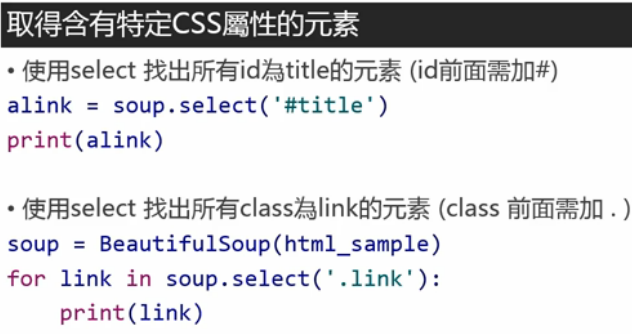 取得含有特定CSS屬性的元素
• 使用select 找出所有id為title的元素 (id前面需加#)
alink = soup.select('#title')
print(alink)
• 使用select 找出所有class為link的元素 (class 前面需加 . )
soup = BeautifulSoup(html_sample)
for link in soup.select('.link'):
    print(link)